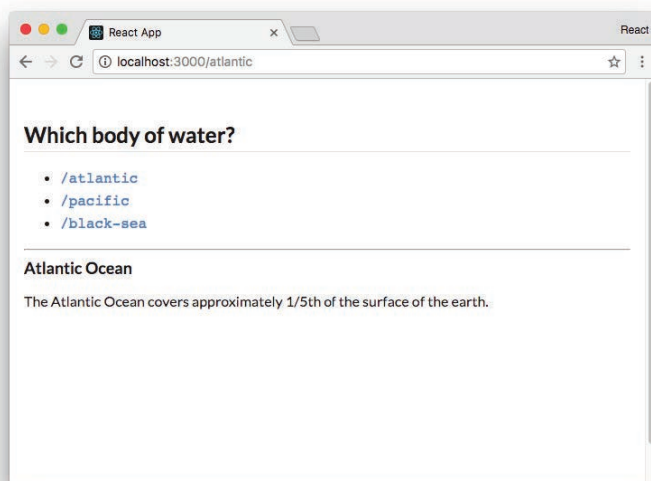 React App
React
localhost:3000/atlantic
Which body of water?
/atlantic
/pacific
/black-sea
Atlantic Ocean
The Atlantic Ocean covers approximately 1/5th of the surface of the earth.